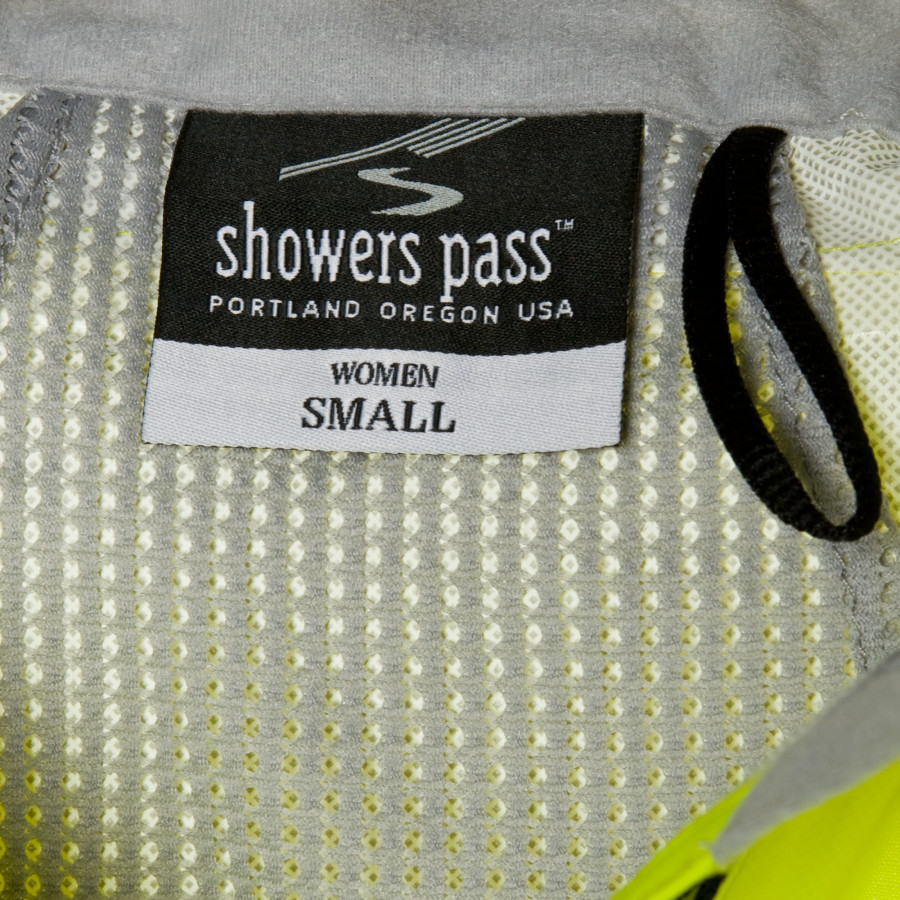 showers pass™
PORTLAND OREGON USA
WOMEN
SMALL